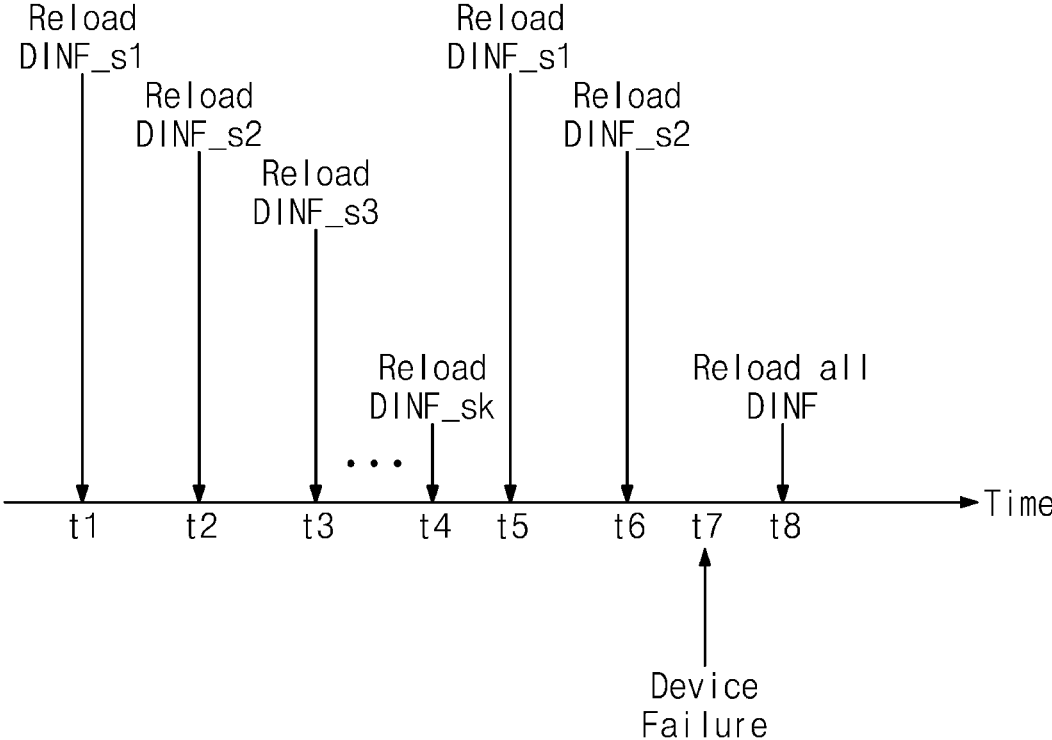 Reload
DINF_s1
Reload
DINF_s2
Reload
DINF_s3
Reload
DINF_sk
Reload
DINF_s1
Reload
DINF_s2
Reload all
DINF
...
t1 t2 t3 t4 t5 t6 t7 t8
Time
Device
Failure